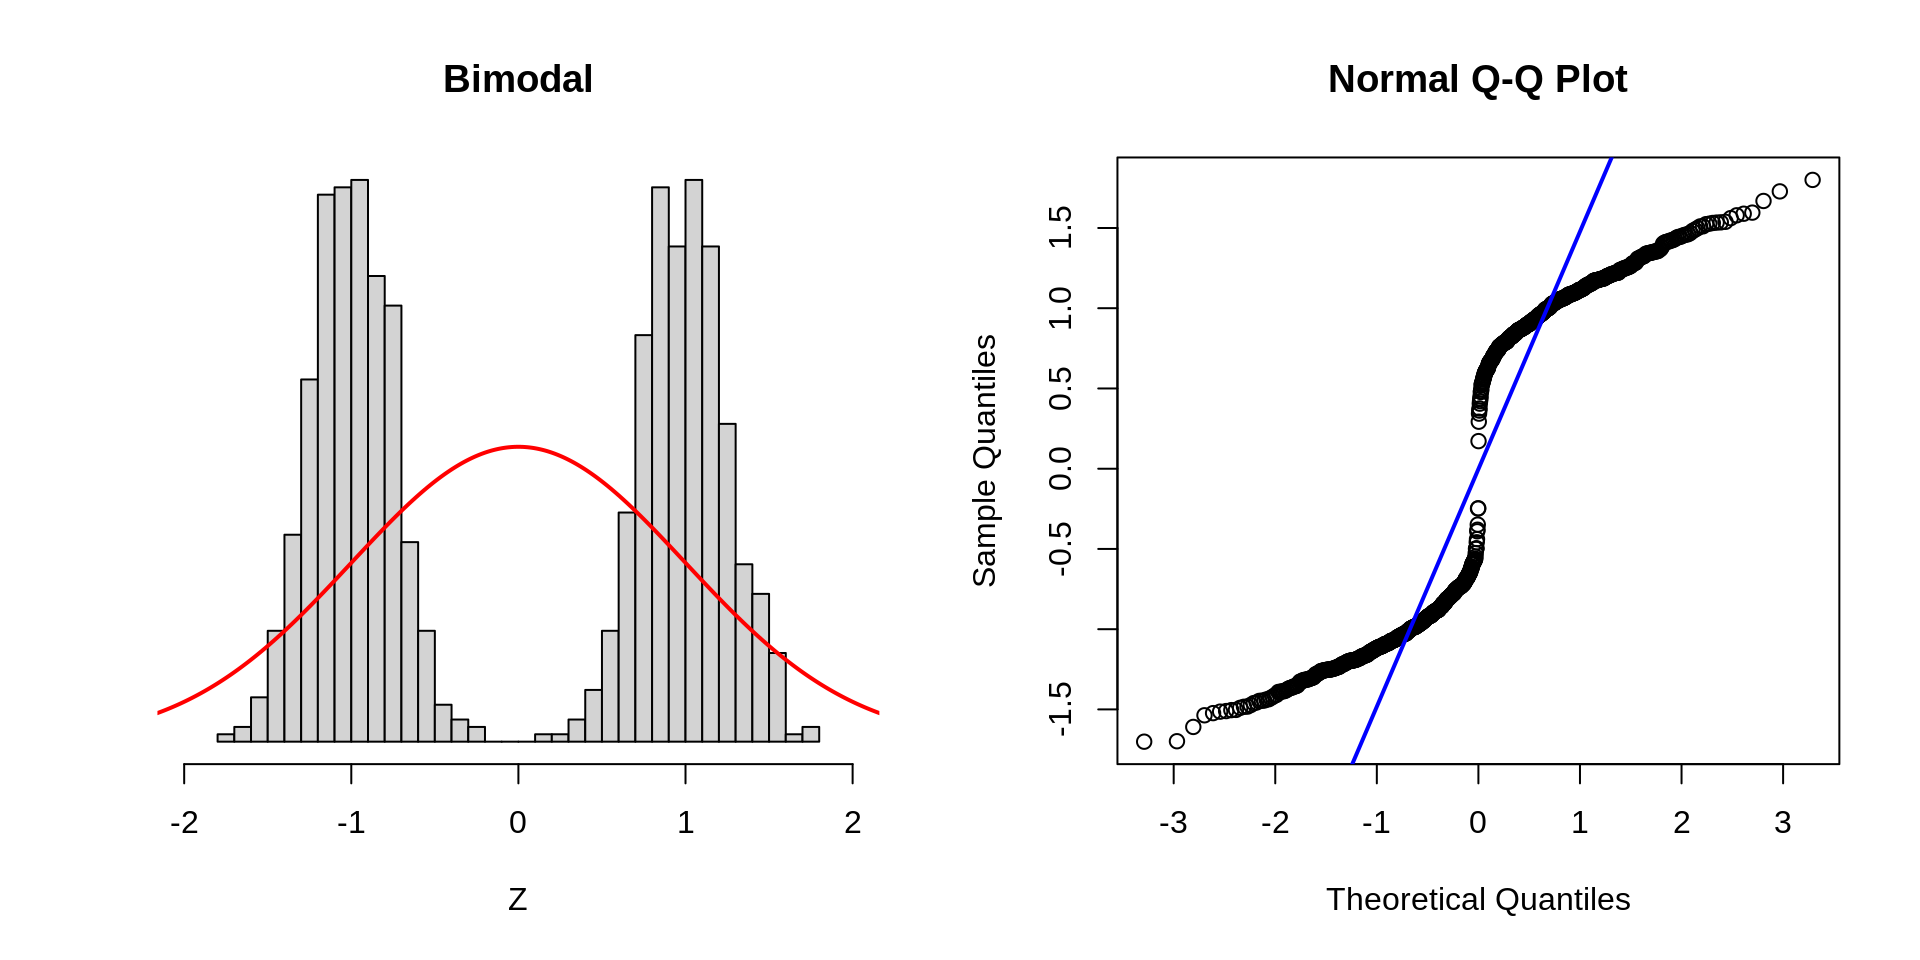 Bimodal
-2 -1 0 1 2
Z
Normal Q-Q Plot
Sample Quantiles
1.5
1.0
0.5
0.0
-0.5
-1.5
-3 -2 -1 0 1 2 3
Theoretical Quantiles